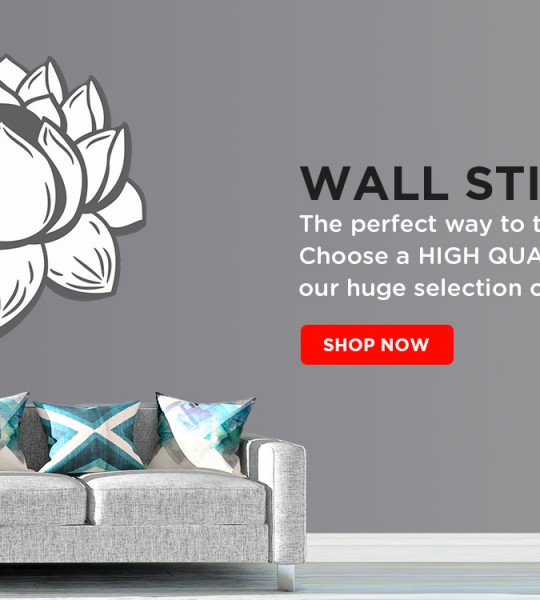 WALL STI
The perfect way to t
Choose a HIGH QUA
our huge selection o
SHOP NOW